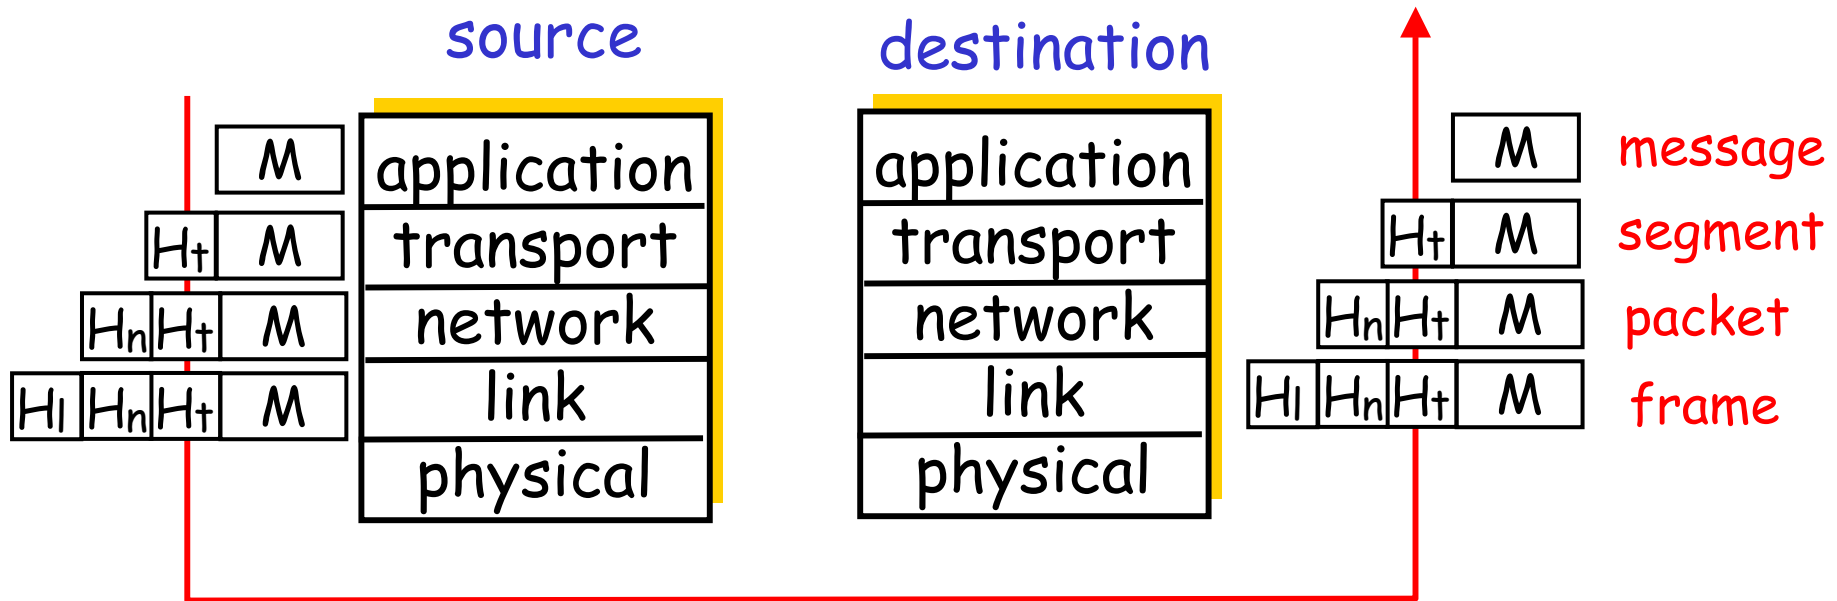 source destination
M application application M message
Ht M transport transport Ht M segment
Hn Ht M network network Hn Ht M packet
Hl Hn Ht M link link Hl Hn Ht M frame
physical physical